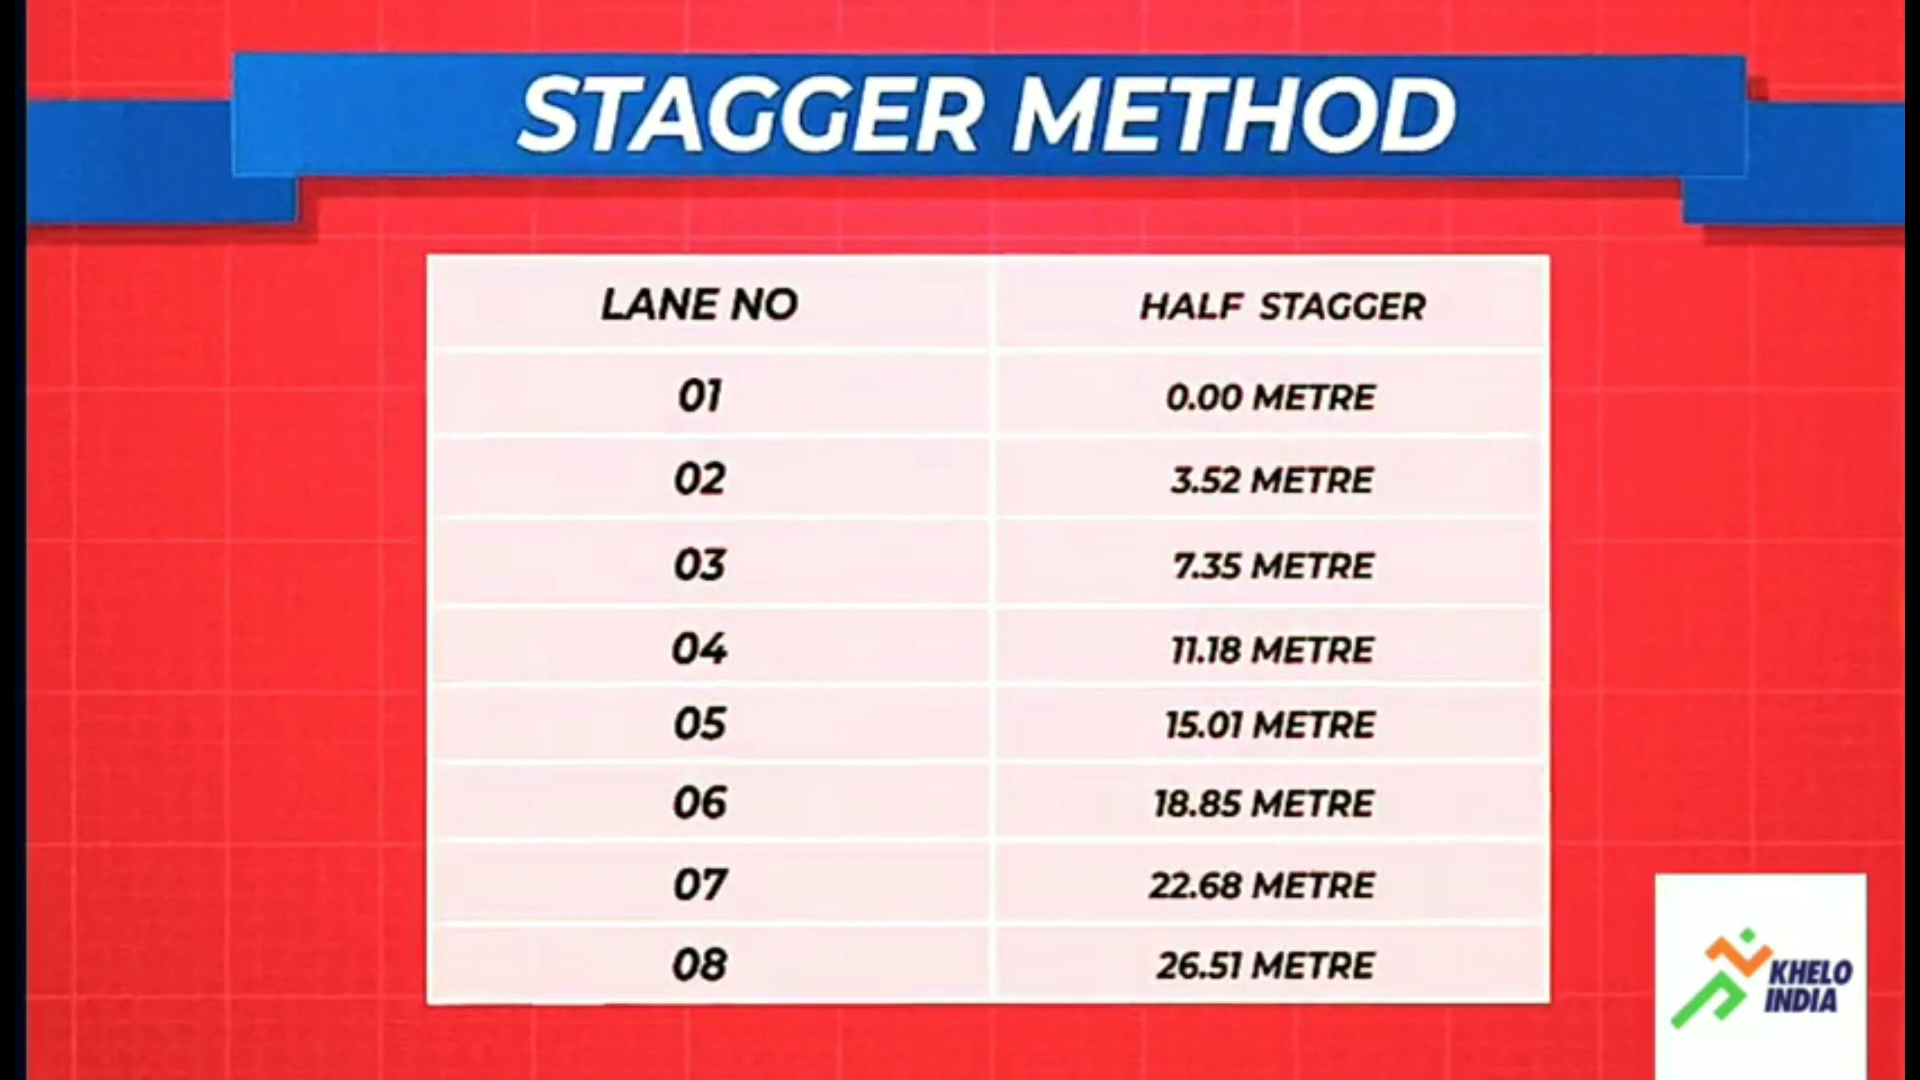 STAGGER METHOD
LANE NO HALF STAGGER
01 0.00 METRE
02 3.52 METRE
03 7.35 METRE
04 11.18 METRE
05 15.01 METRE
06 18.85 METRE
07 22.68 METRE
08 26.51 METRE
KHELO
INDIA